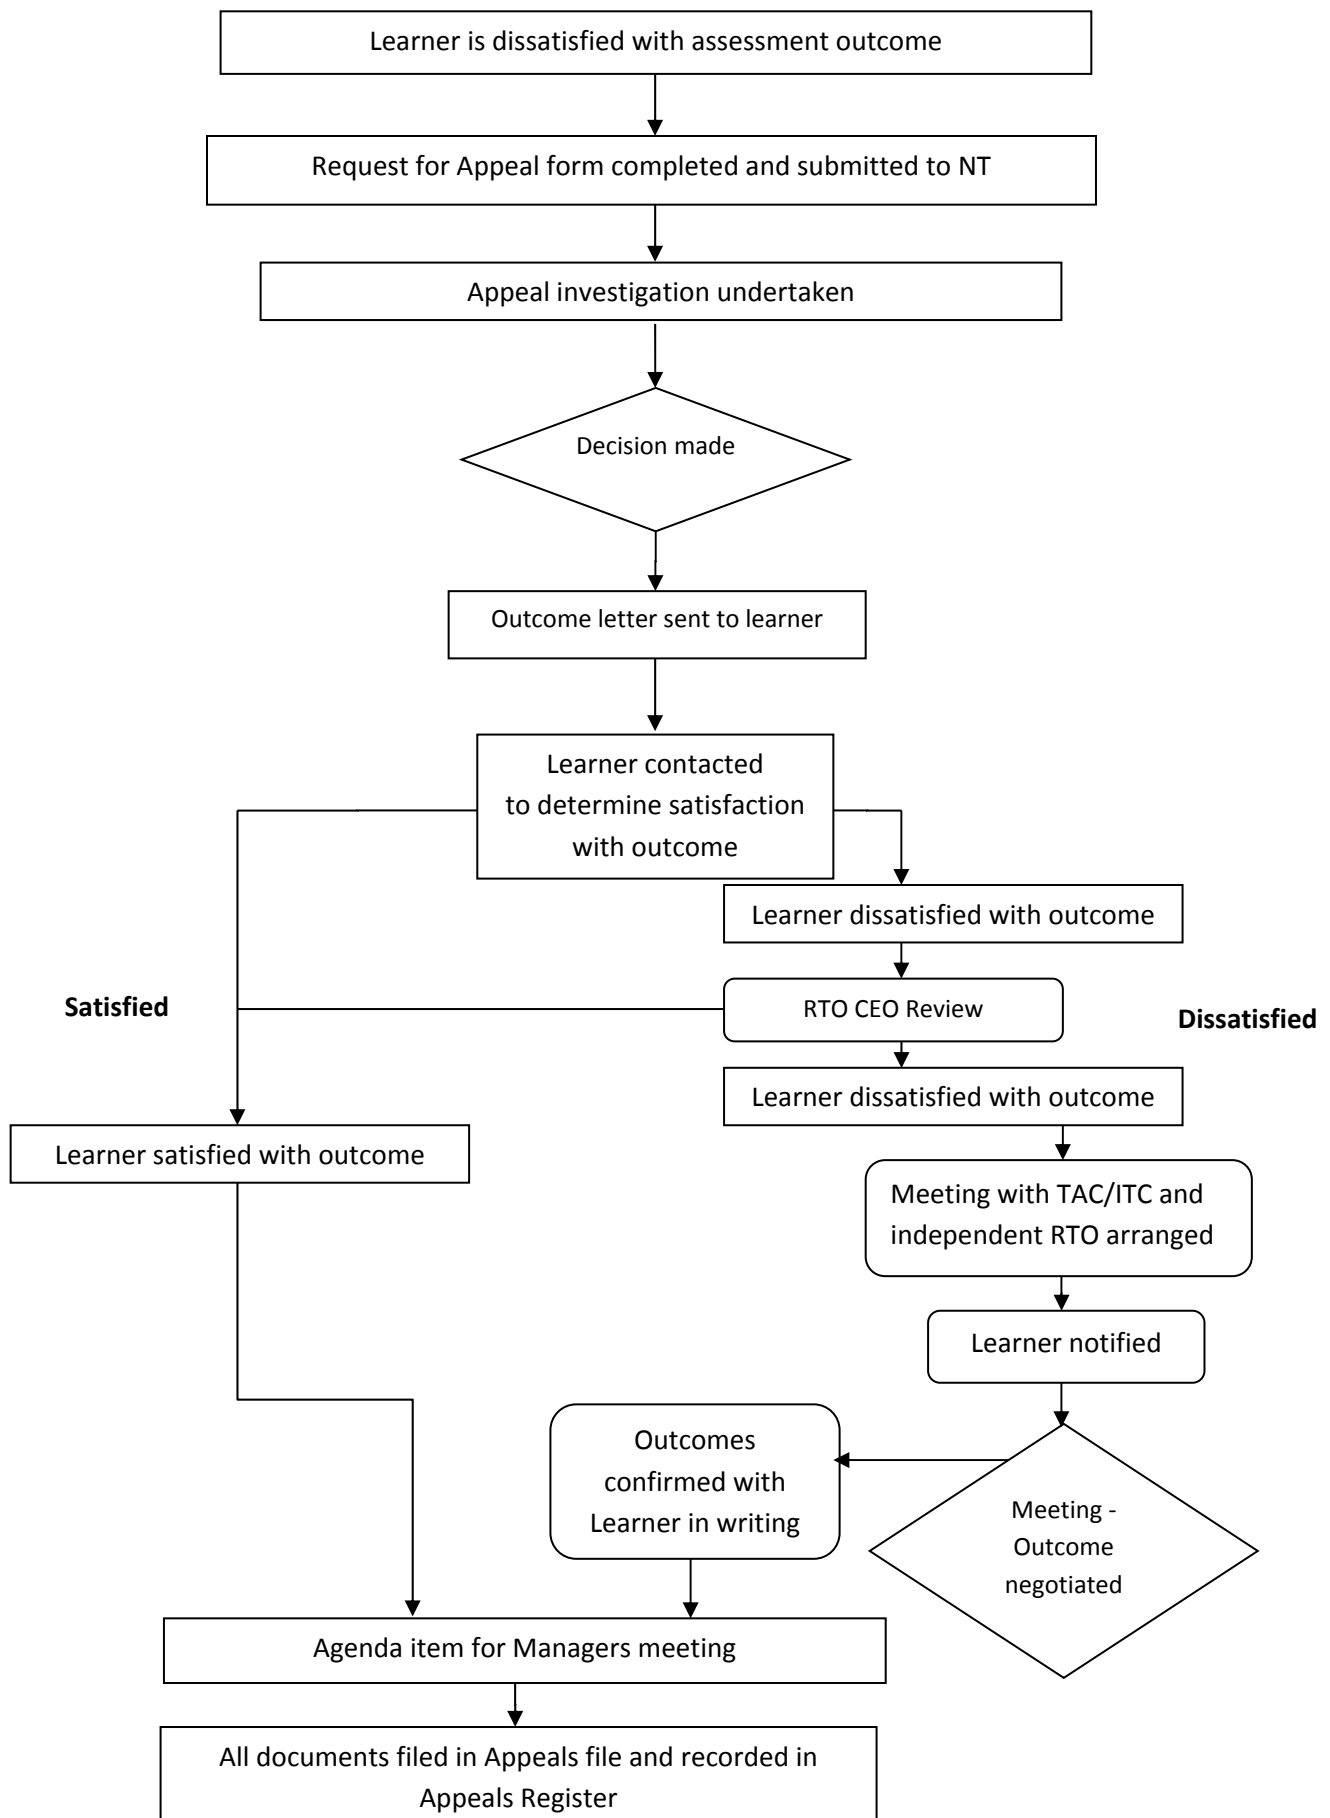 Learner is dissatisfied with assessment outcome
Request for Appeal form completed and submitted to NT
Appeal investigation undertaken
Decision made
Outcome letter sent to learner
Learner contacted
to determine satisfaction
with outcome
Learner dissatisfied with outcome
Satisfied
RTO CEO Review
Dissatisfied
Learner dissatisfied with outcome
Learner satisfied with outcome
Meeting with TAC/ITC and
independent RTO arranged
Learner notified
Outcomes
confirmed with
Learner in writing
Meeting -
Outcome
negotiated
Agenda item for Managers meeting
All documents filed in Appeals file and recorded in
Appeals Register